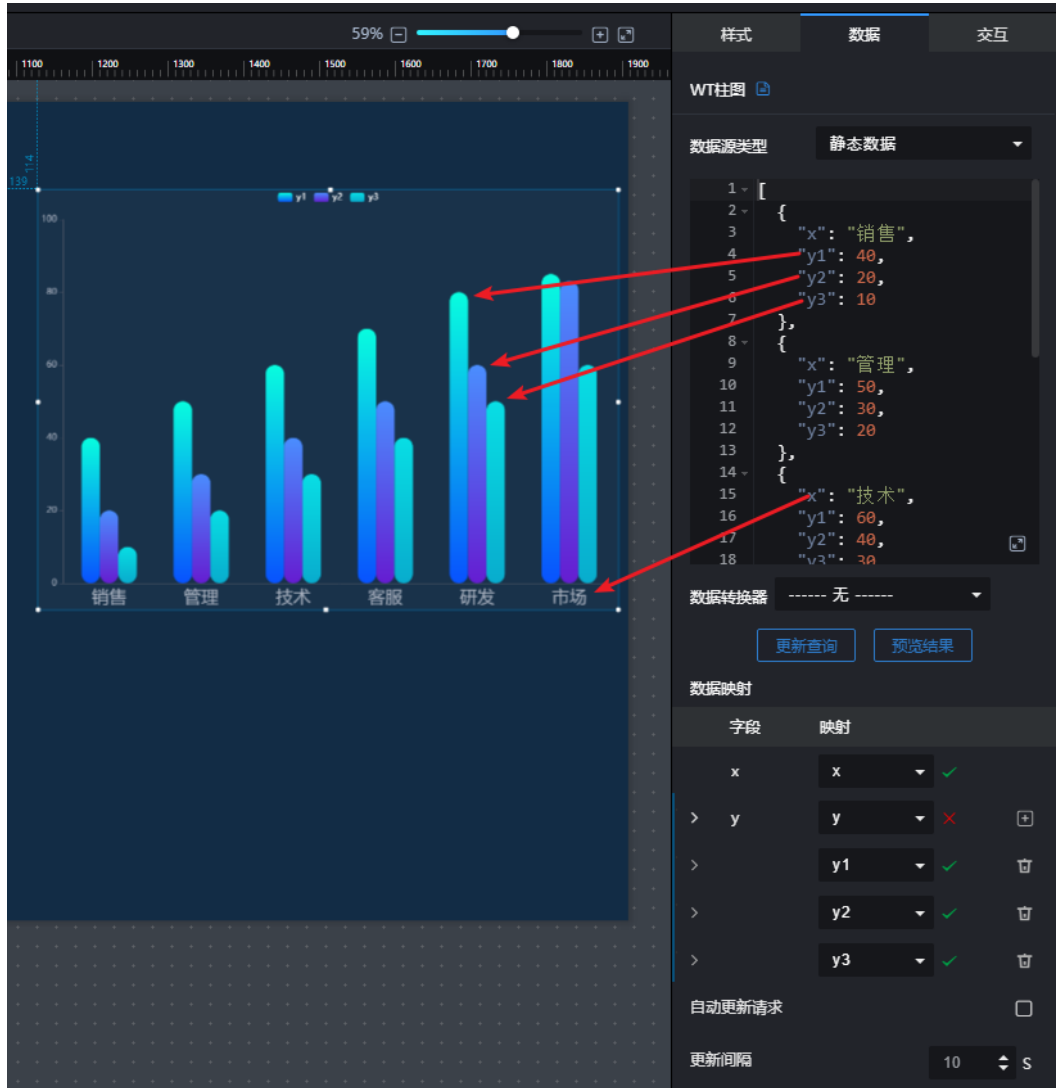 59%
样式 数据 交互
1100 1200 1300 1400 1500 1600 1700 1800 1900
WT柱图
数据源类型 静态数据
114
139
y1 y2 y3
100
80
60
40
20
0
销售 管理 技术 客服 研发 市场
1 [
2 {
3 "x": "销售",
4 "y1": 40,
5 "y2": 20,
6 "y3": 10
7 },
8 {
9 "x": "管理",
10 "y1": 50,
11 "y2": 30,
12 "y3": 20
13 },
14 {
15 "x": "技术",
16 "y1": 60,
17 "y2": 40,
18 "y3": 30
数据转换器 ------ 无 ------
更新查询 预览结果
数据映射
字段 映射
x x
y y
y1
y2
y3
自动更新请求
更新间隔 10 S